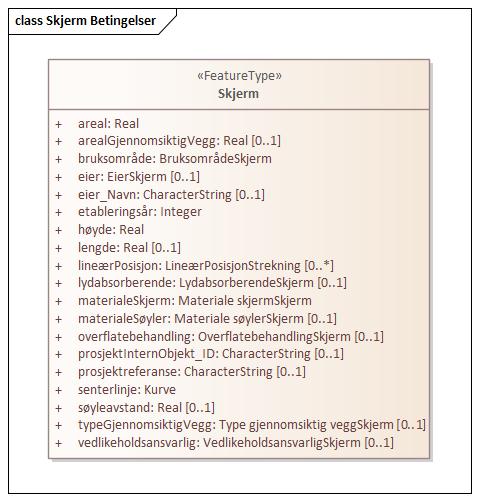 class Skjerm Betingelser
«FeatureType»
Skjerm
+ areal: Real
+ arealGjennomsiktigVegg: Real [0..1]
+ bruksområde: BruksområdeSkjerm
+ eier: EierSkjerm [0..1]
+ eier_Navn: CharacterString [0..1]
+ etableringsår: Integer
+ høyde: Real
+ lengde: Real [0..1]
+ lineærPosisjon: LineærPosisjonStrekning [0..*]
+ lydabsorberende: LydabsorberendeSkjerm [0..1]
+ materialeSkjerm: Materiale skjermSkjerm
+ materialeSøyler: Materiale søylerSkjerm [0..1]
+ overflatebehandling: OverflatebehandlingSkjerm [0..1]
+ prosjektInternObjekt_ID: CharacterString [0..1]
+ prosjektreferanse: CharacterString [0..1]
+ senterlinje: Kurve
+ søyleavstand: Real [0..1]
+ typeGjennomsiktigVegg: Type gjennomsiktig veggSkjerm [0..1]
+ vedlikeholdsansvarlig: VedlikeholdsansvarligSkjerm [0..1]